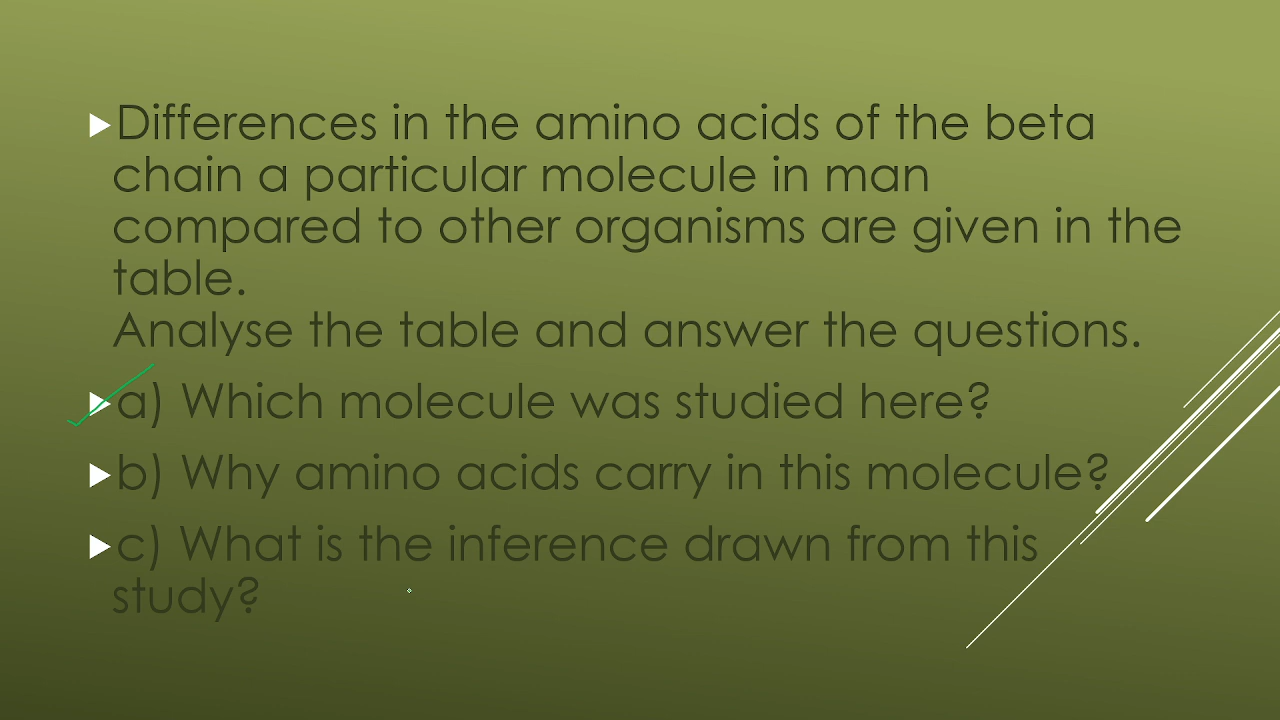 Differences in the amino acids of the beta
chain a particular molecule in man
compared to other organisms are given in the
table.
Analyse the table and answer the questions.
a) Which molecule was studied here?
b) Why amino acids carry in this molecule?
c) What is the inference drawn from this
study?